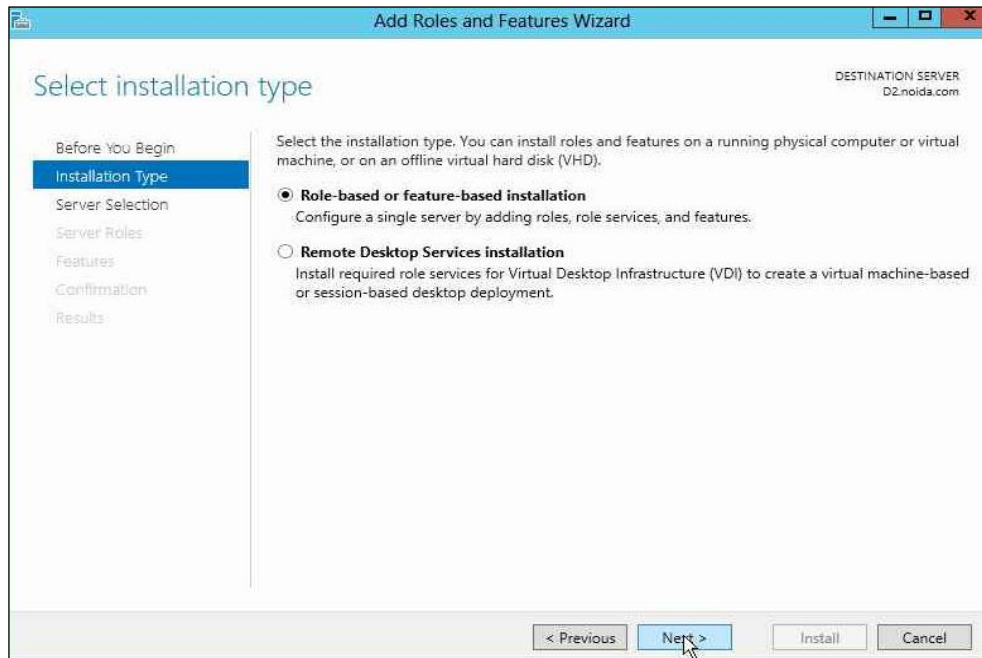 Add Roles and Features Wizard
Select installation type
DESTINATION SERVER
D2.noida.com
Before You Begin
Installation Type
Server Selection
Server Roles
Features
Confirmation
Results
Select the installation type. You can install roles and features on a running physical computer or virtual
machine, or on an offline virtual hard disk (VHD).
Role-based or feature-based installation
Configure a single server by adding roles, role services, and features.
Remote Desktop Services installation
Install required role services for Virtual Desktop Infrastructure (VDI) to create a virtual machine-based
or session-based desktop deployment.
< Previous
Next >
Install
Cancel